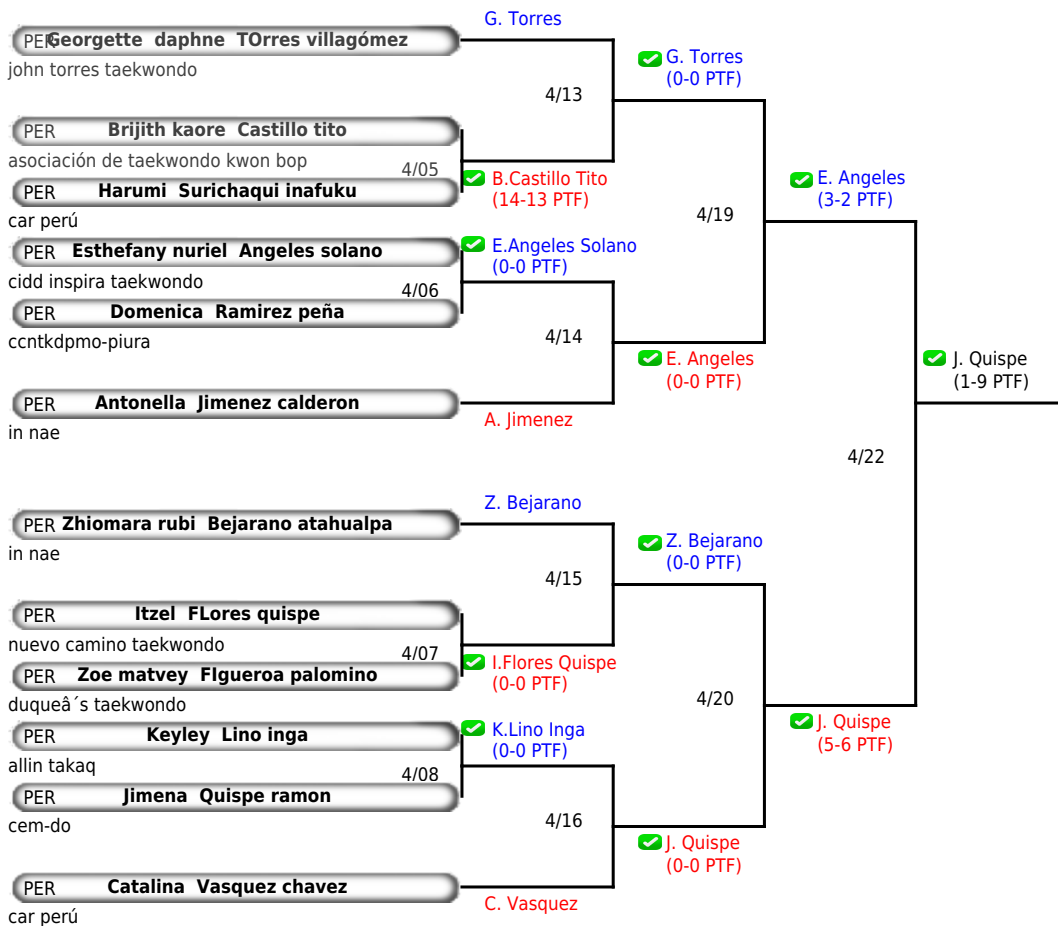 G. Torres
PER Georgette daphne TOrres villagómez
john torres taekwondo
4/13
G. Torres
(0-0 PTF)
PER Brijith kaore Castillo tito
asociación de taekwondo kwon bop
4/05
B.Castillo Tito
(14-13 PTF)
PER Harumi Surichaqui inafuku
car perú
4/19
E. Angeles
(3-2 PTF)
PER Esthefany nuriel Angeles solano
E.Angeles Solano
(0-0 PTF)
cidd inspira taekwondo
4/06
PER Domenica Ramirez peña
ccntkdpmo-piura
4/14
E. Angeles
(0-0 PTF)
J. Quispe
(1-9 PTF)
PER Antonella Jimenez calderon
in nae
A. Jimenez
4/22
Z. Bejarano
PER Zhiomara rubi Bejarano atahualpa
in nae
4/15
Z. Bejarano
(0-0 PTF)
PER Itzel FLores quispe
nuevo camino taekwondo
4/07
I.Flores Quispe
(0-0 PTF)
PER Zoe matvey FIgueroa palomino
duqueâ´s taekwondo
4/20
J. Quispe
(5-6 PTF)
PER Keyley Lino inga
K.Lino Inga
(0-0 PTF)
allin takaq
4/08
PER Jimena Quispe ramon
cem-do
4/16
J. Quispe
(0-0 PTF)
PER Catalina Vasquez chavez
car perú
C. Vasquez